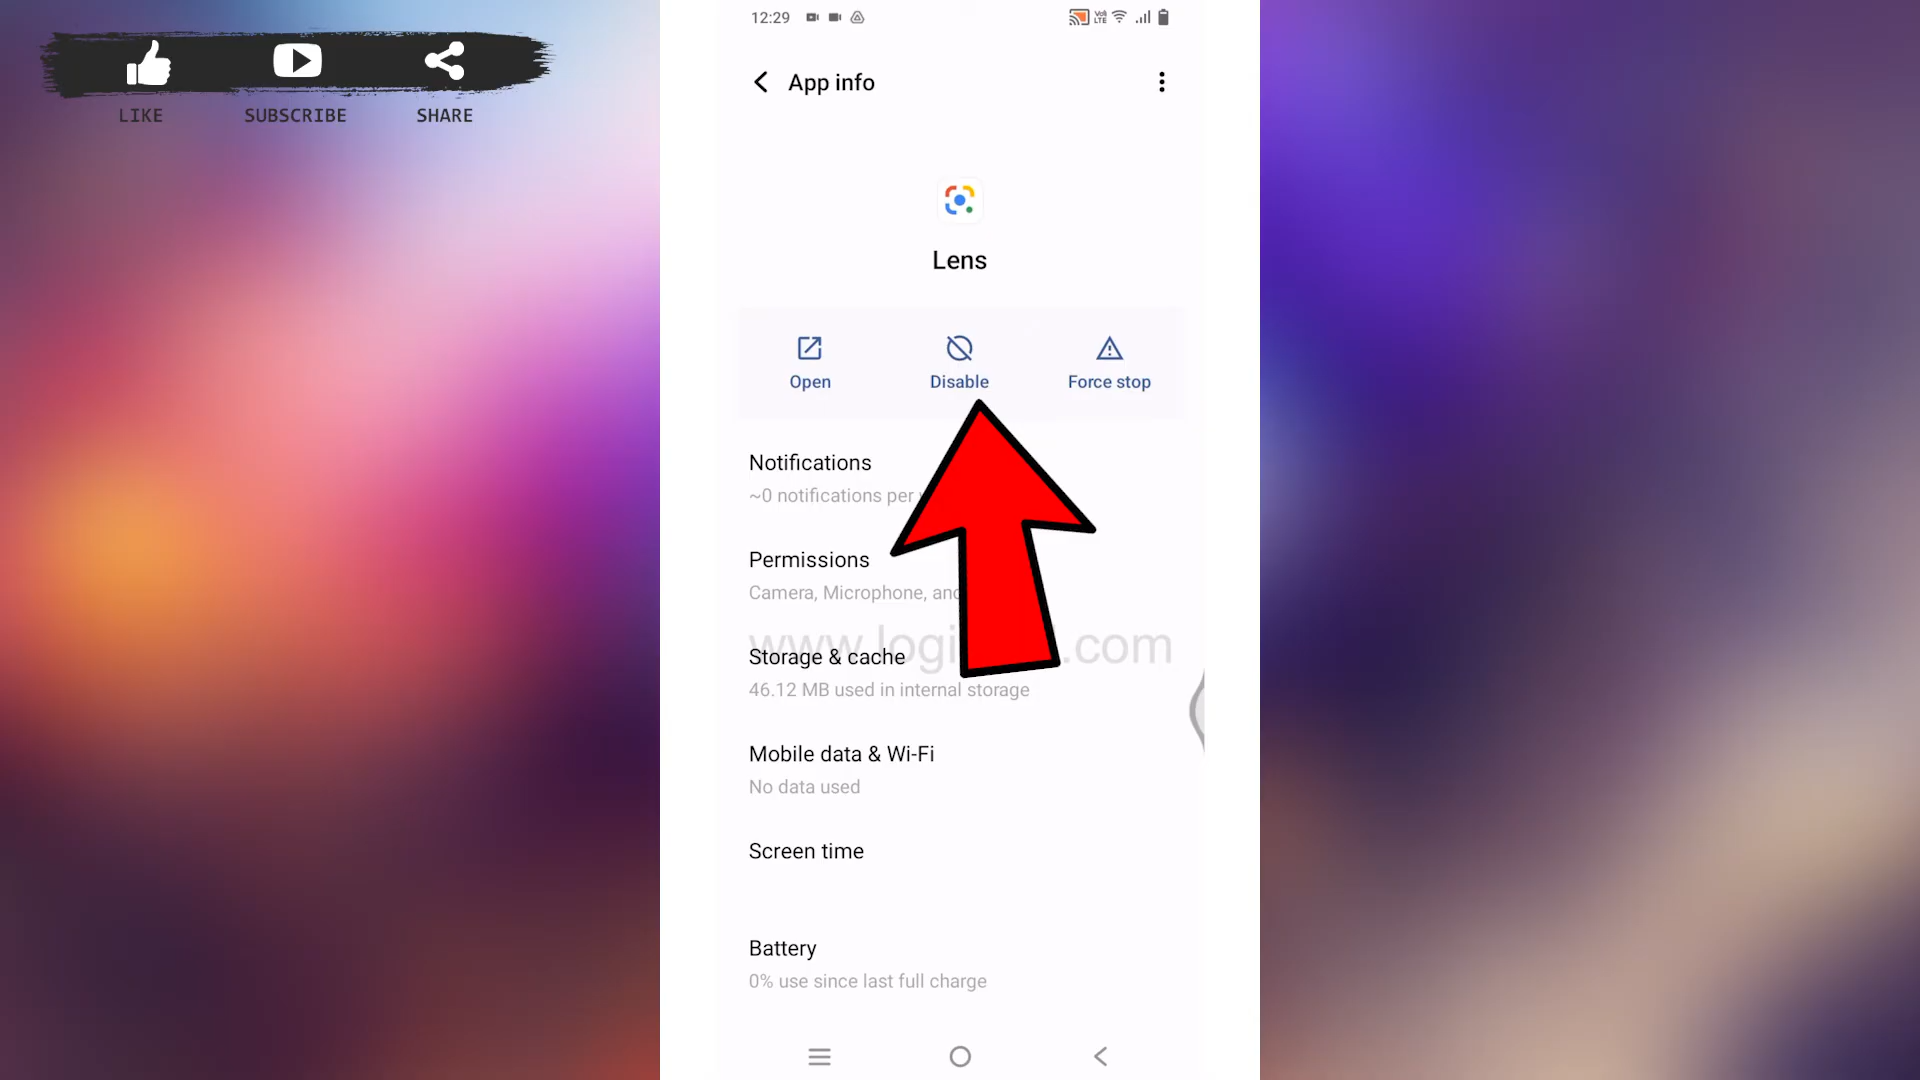 LIKE
SUBSCRIBE
SHARE
12:29
App info
Lens
Open
Disable
Force stop
Notifications
~0 notifications per
Permissions
Camera, Microphone, and
Storage & cache
46.12 MB used in internal storage
Mobile data & Wi-Fi
No data used
Screen time
Battery
0% use since last full charge